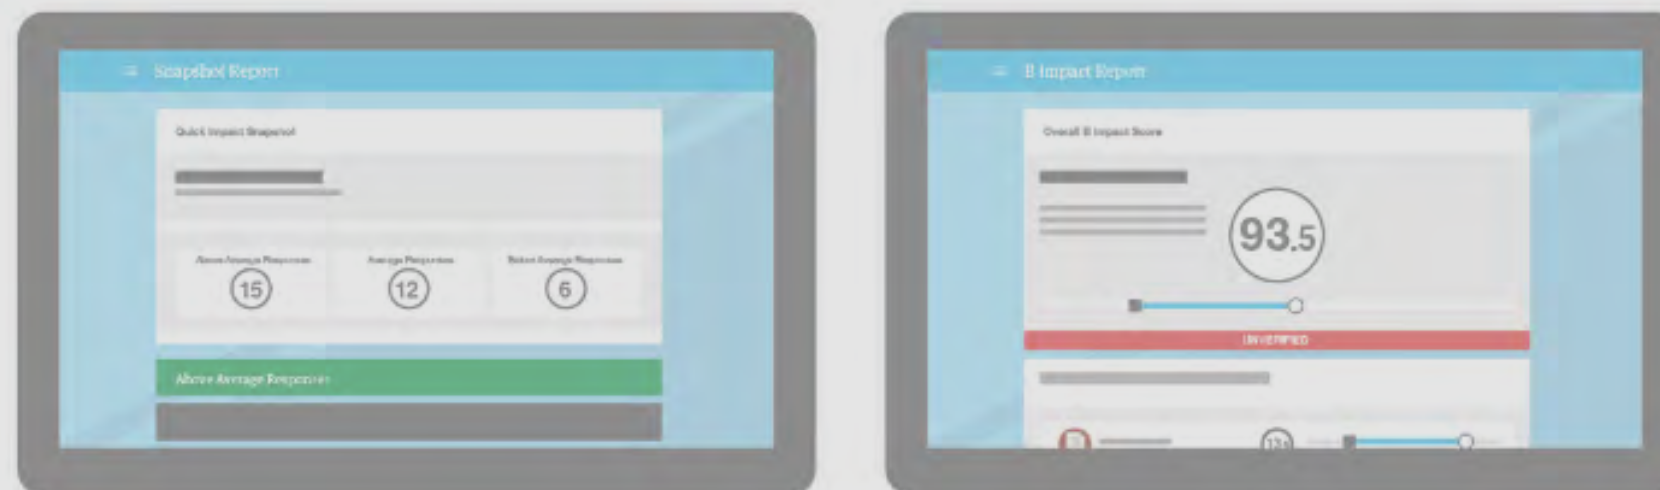 Snapshot Report
Quick Impact Snapshot
Above Average Responses
15
Average Responses
12
Below Average Responses
6
Above Average Responses
B Impact Report
Overall B Impact Score
93.5
UNVERIFIED